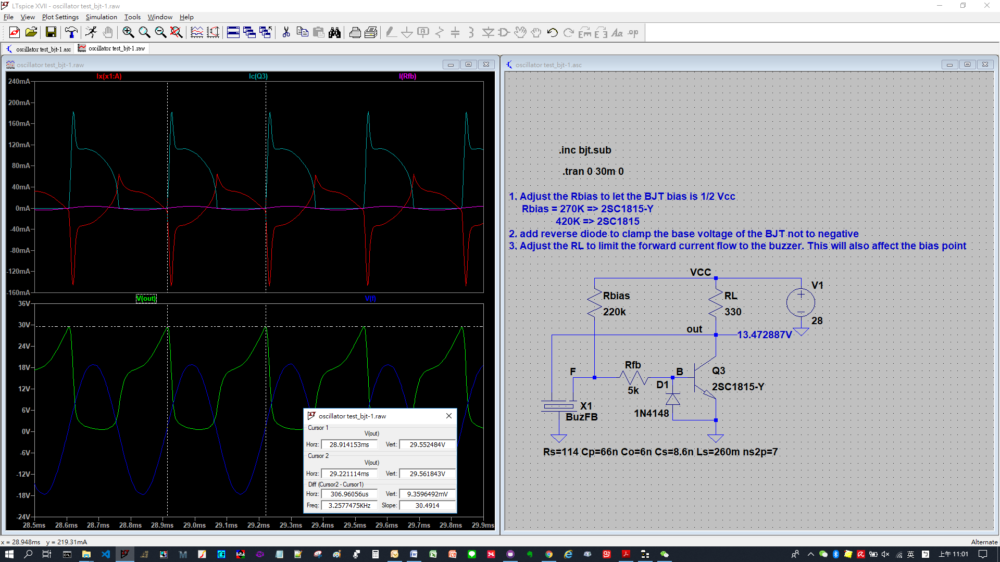 LTspice XVII - oscillator test_bjt-1.raw
File View Plot Settings Simulation Tools Window Help
oscillator test_bjt-1.asc
oscillator test_bjt-1.raw
oscillator test_bjt-1.raw
Ix(x1:A) Ic(Q3) I(Rfb)
240mA
200mA
160mA
120mA
80mA
40mA
0mA
-40mA
-80mA
-120mA
-160mA
V(out) V(f)
36V
30V
24V
18V
12V
6V
0V
-6V
-12V
-18V
-24V
28.5ms 28.6ms 28.7ms 28.8ms 28.9ms 29.0ms 29.1ms 29.2ms 29.3ms 29.4ms 29.5ms 29.6ms 29.7ms 29.8ms 29.9ms
oscillator test_bjt-1.raw
Cursor 1
V(out)
Horz: 28.914153ms Vert: 29.552484V
Cursor 2
V(out)
Horz: 29.221114ms Vert: 29.561843V
Diff (Cursor2 - Cursor1)
Horz: 306.96056us Vert: 9.3596492mV
Freq: 3.2577475KHz Slope: 30.4914
oscillator test_bjt-1.asc
.inc bjt.sub
.tran 0 30m 0
1. Adjust the Rbias to let the BJT bias is 1/2 Vcc
Rbias = 270K => 2SC1815-Y
420K => 2SC1815
2. add reverse diode to clamp the base voltage of the BJT not to negative
3. Adjust the RL to limit the forward current flow to the buzzer. This will also affect the bias point
VCC
V1
Rbias
RL
220k
330
28
out
13.472887V
Rfb
F
B
Q3
D1
2SC1815-Y
5k
X1
1N4148
BuzFB
Rs=114 Cp=66n Co=6n Cs=8.6n Ls=260m ns2p=7
x = 28.948ms y = 219.31mA
Alternate
英
上午 11:01